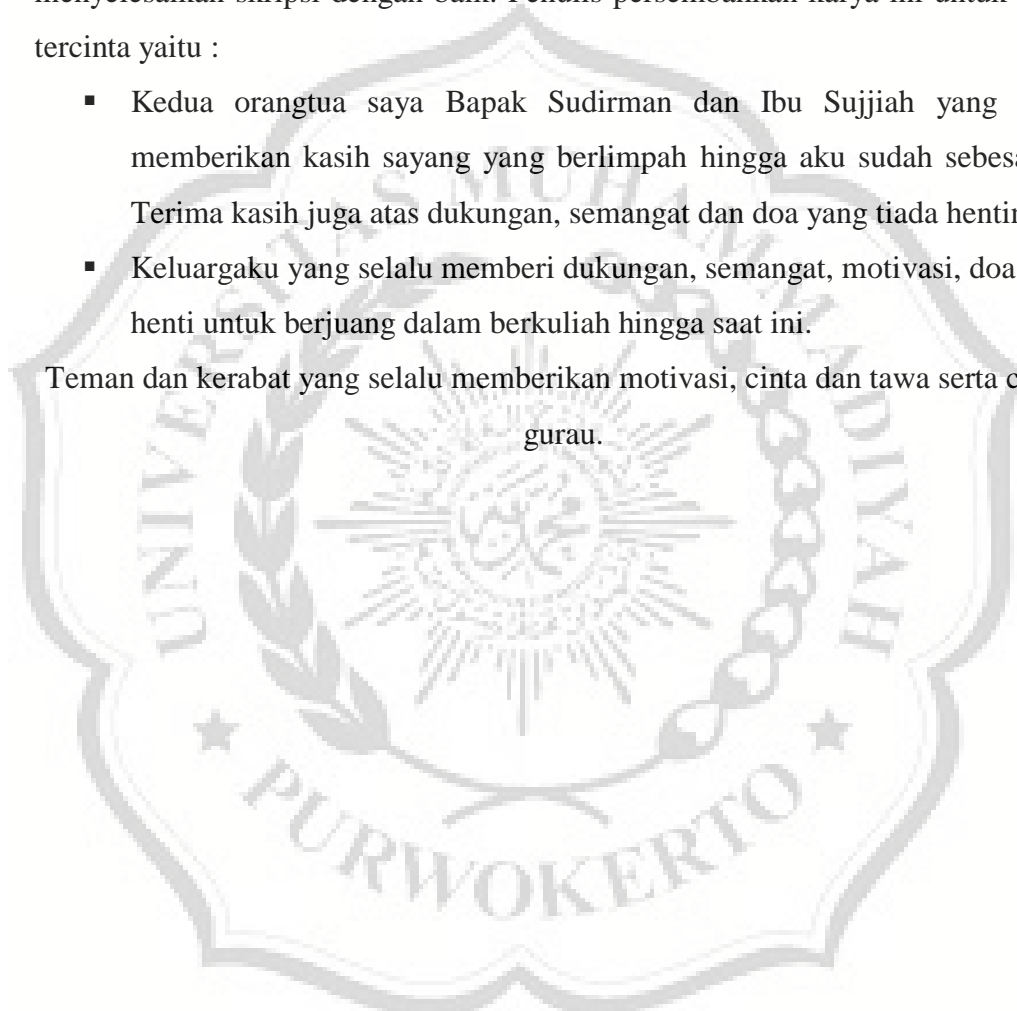 menyelesaikan skripsi dengan baik. Penulis persembahkan karya ini untuk
tercinta yaitu :
▪ Kedua orangtua saya Bapak Sudirman dan Ibu Sujjiah yang
memberikan kasih sayang yang berlimpah hingga aku sudah
Terima kasih juga atas dukungan, semangat dan doa yang tiada
▪ Keluargaku yang selalu memberi dukungan, semangat, motivasi, doa
henti untuk berjuang dalam berkuliah hingga saat ini.
Teman dan kerabat yang selalu memberikan motivasi, cinta dan tawa serta
gurau.
UNIVERSITAS MUHAMMADIYAH
PURWOKERTO